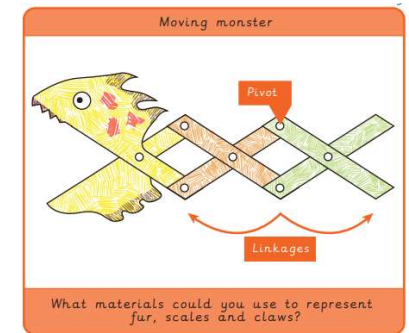 Moving monster
Pivot
Linkages
What materials could you use to represent
fur, scales and claws?